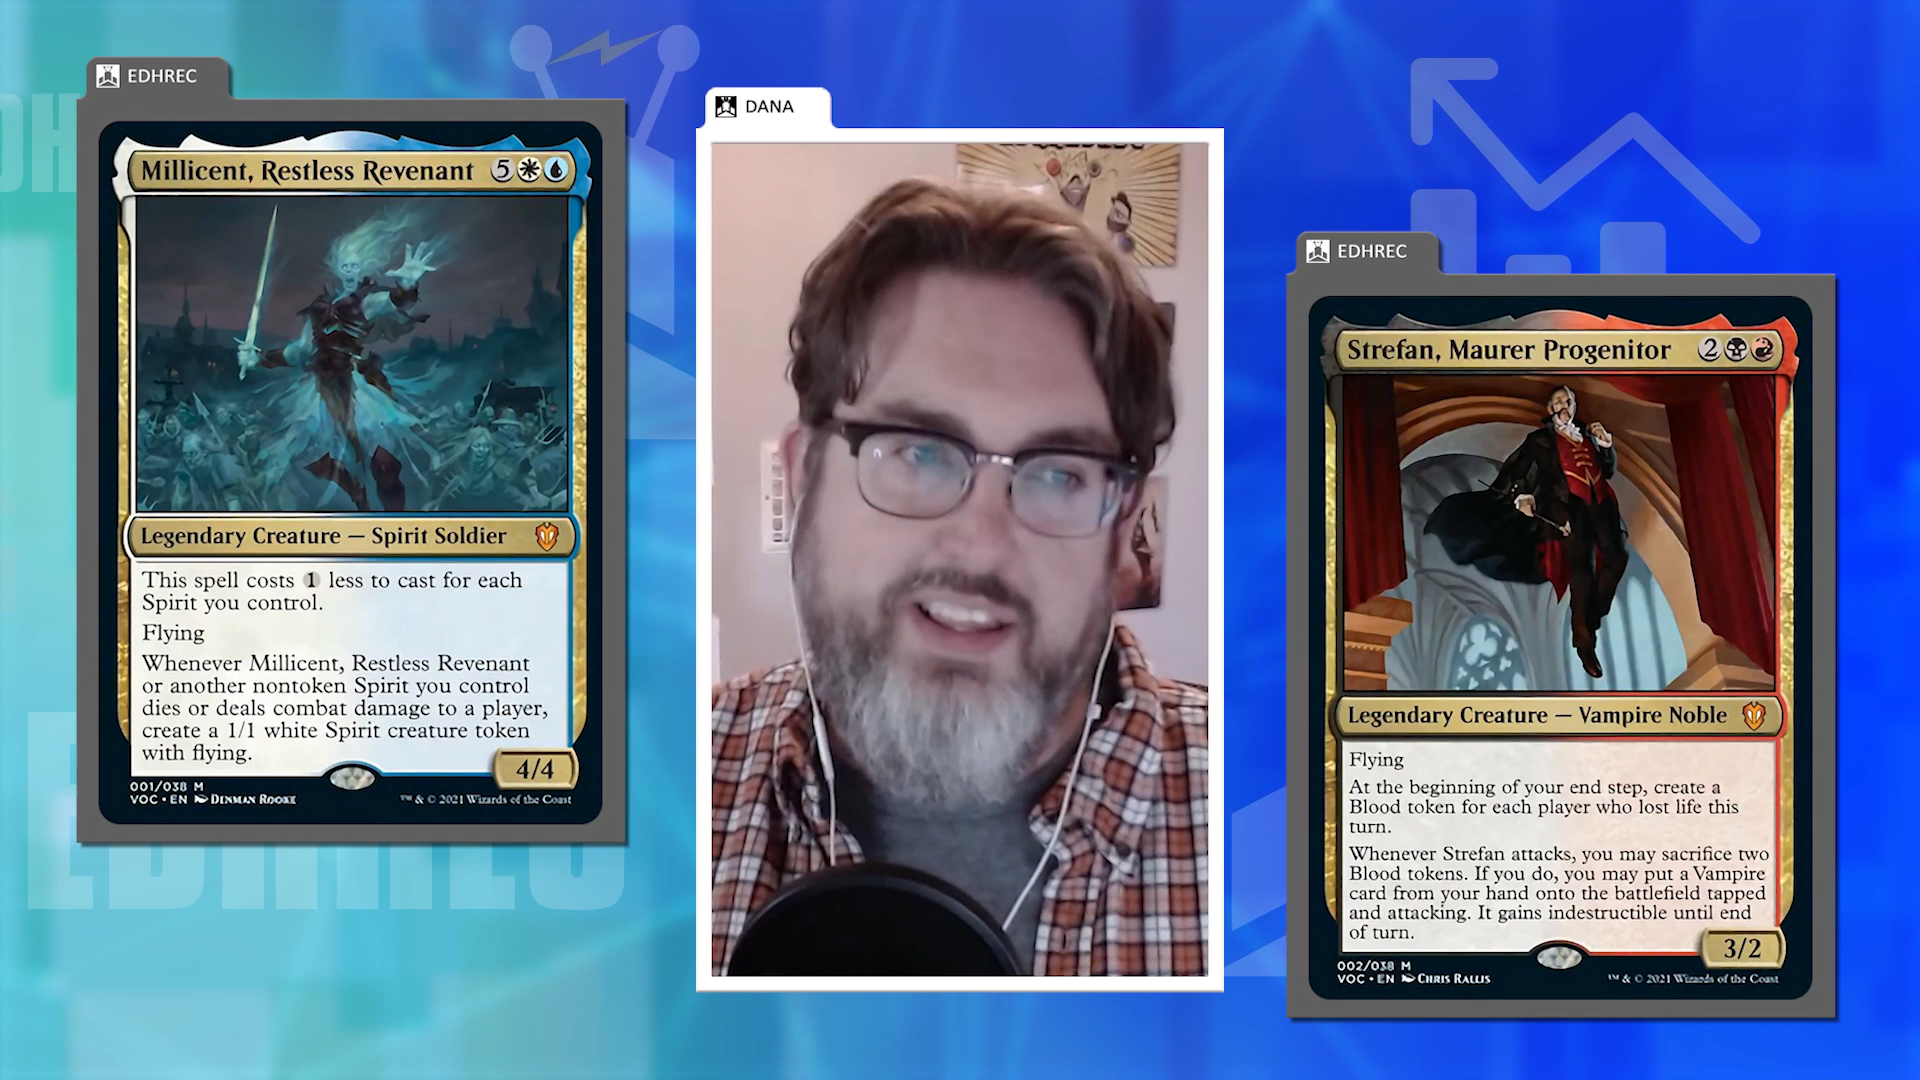 EDHREC
Millicent, Restless Revenant 5
Legendary Creature — Spirit Soldier
This spell costs 1 less to cast for each
Spirit you control.
Flying
Whenever Millicent, Restless Revenant
or another nontoken Spirit you control
dies or deals combat damage to a player,
create a 1/1 white Spirit creature token
with flying.
4/4
001/038 M
VOC • EN Dinman Rooke
™ & © 2021 Wizards of the Coast
DANA
EDHREC
Strefan, Maurer Progenitor 2
Legendary Creature — Vampire Noble
Flying
At the beginning of your end step, create a
Blood token for each player who lost life this
turn.
Whenever Strefan attacks, you may sacrifice two
Blood tokens. If you do, you may put a Vampire
card from your hand onto the battlefield tapped
and attacking. It gains indestructible until end
of turn.
3/2
002/038 M
VOC • EN Chris Rallis
™ & © 2021 Wizards of the Coast